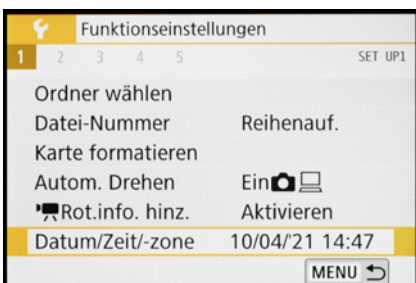 Funktionseinstellungen
1 2 3 4 5 SET UP1
Ordner wählen
Datei-Nummer Reihenauf.
Karte formatieren
Autom. Drehen Ein
Rot.info. hinz. Aktivieren
Datum/Zeit/-zone 10/04/'21 14:47
MENU